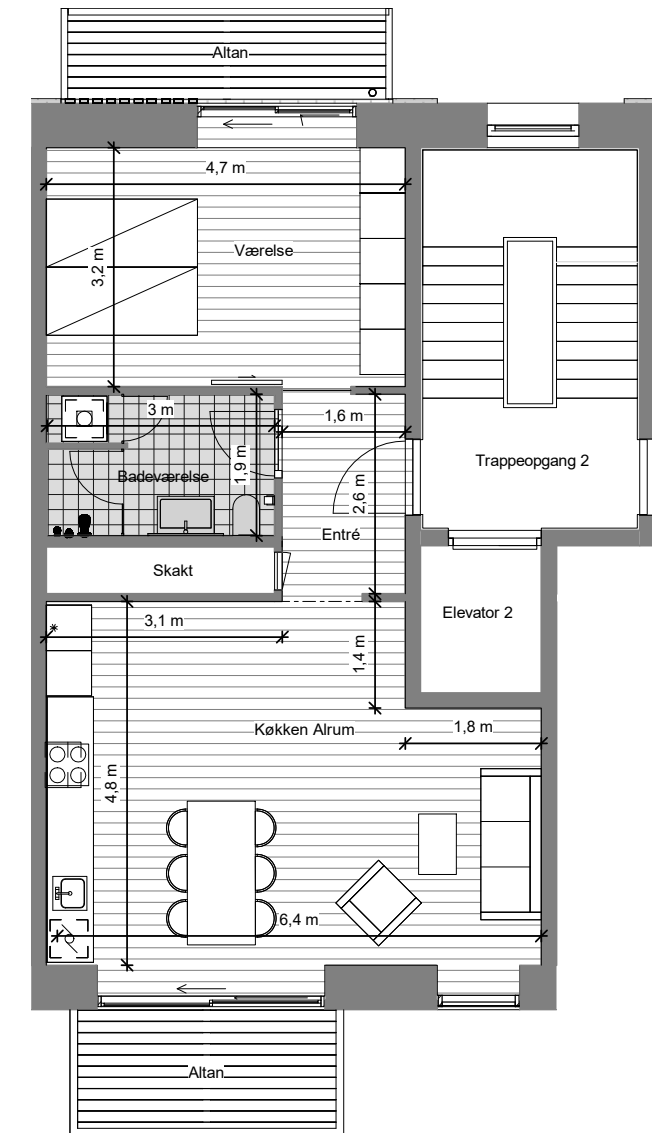 Altan
4,7 m
Værelse
3,2 m
3 m
1,6 m
Badeværelse
1,9 m
2,6 m
Trappeopgang 2
Entré
Skakt
Elevator 2
3,1 m
1,4 m
Køkken Alrum
1,8 m
4,8 m
6,4 m
Altan